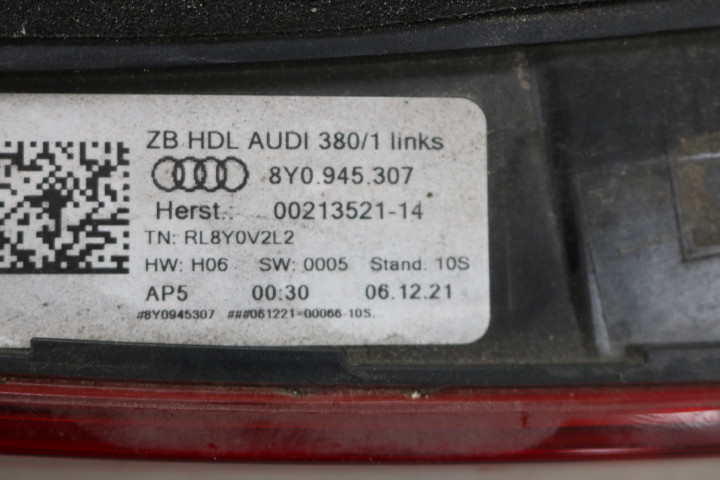 ZB HDL AUDI 380/1 links
8Y0.945.307
Herst.: 00213521-14
TN: RL8Y0V2L2
HW: H06 SW: 0005 Stand. 10S
AP5 00:30 06.12.21
#8Y0945307 ###061221=00066-10S.